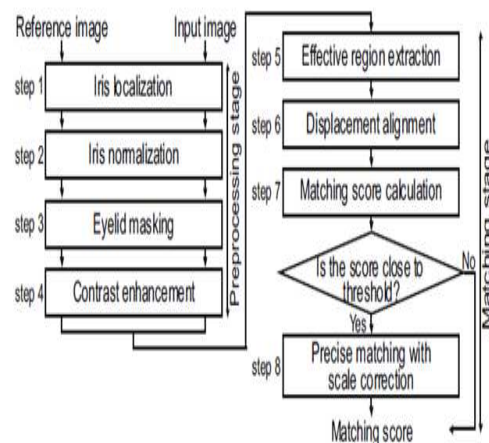 Reference image
Input image
step 1
Iris localization
step 2
Iris normalization
step 3
Eyelid masking
step 4
Contrast enhancement
Preprocessing stage
step 5
Effective region extraction
step 6
Displacement alignment
step 7
Matching score calculation
Is the score close to
threshold?
No
Yes
step 8
Precise matching with
scale correction
Matching score
Matching stage